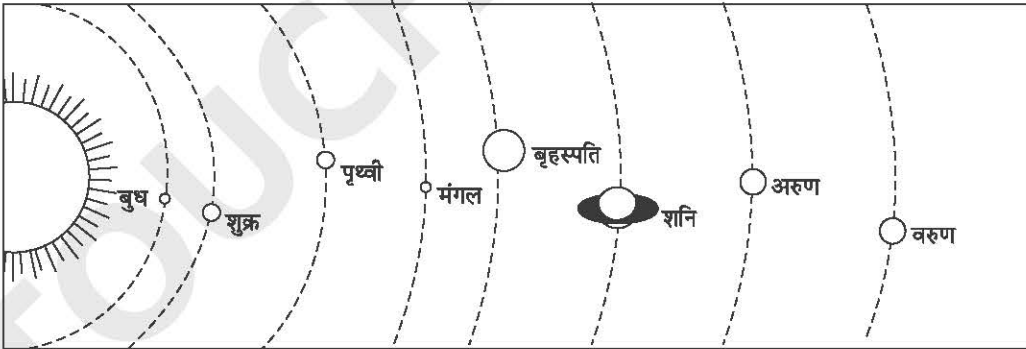 बुध
शुक्र
पृथ्वी
मंगल
बृहस्पति
शनि
अरुण
वरुण